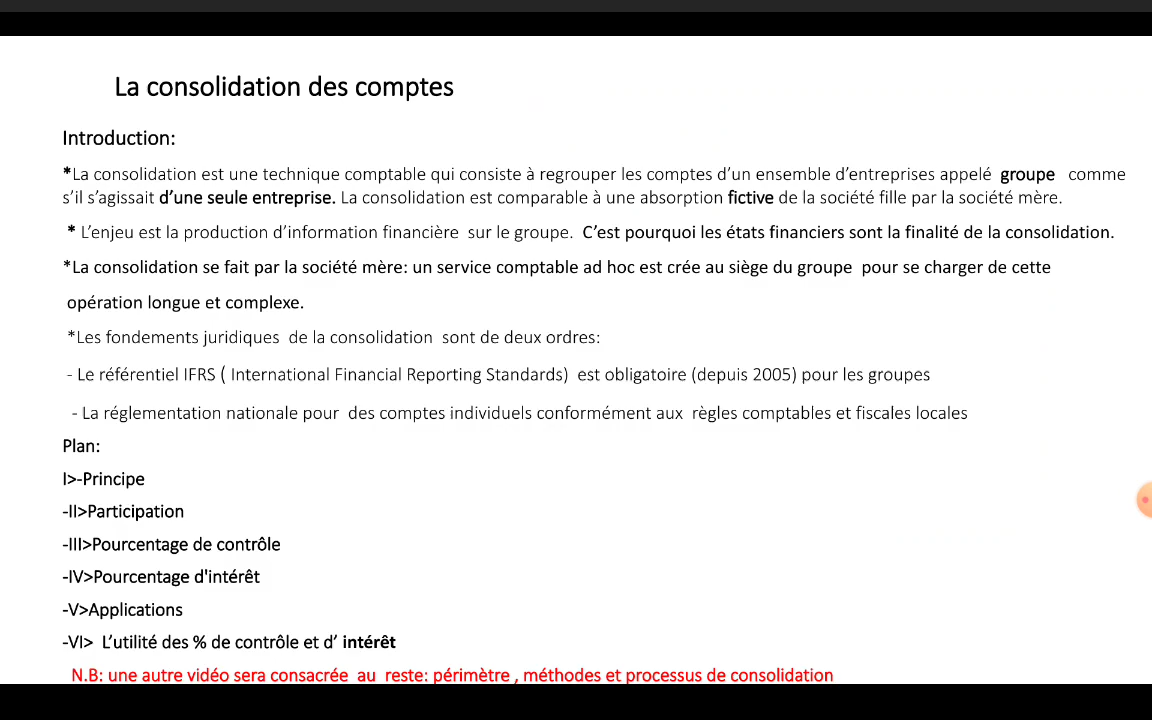 La consolidation des comptes
Introduction:
*La consolidation est une technique comptable qui consiste à regrouper les comptes d’un ensemble d’entreprises appelé groupe comme
s’il s’agissait d’une seule entreprise. La consolidation est comparable à une absorption fictive de la société fille par la société mère.
* L’enjeu est la production d’information financière sur le groupe. C’est pourquoi les états financiers sont la finalité de la consolidation.
*La consolidation se fait par la société mère: un service comptable ad hoc est crée au siège du groupe pour se charger de cette
opération longue et complexe.
*Les fondements juridiques de la consolidation sont de deux ordres:
- Le référentiel IFRS ( International Financial Reporting Standards) est obligatoire (depuis 2005) pour les groupes
- La réglementation nationale pour des comptes individuels conformément aux règles comptables et fiscales locales
Plan:
I>-Principe
-II>Participation
-III>Pourcentage de contrôle
-IV>Pourcentage d'intérêt
-V>Applications
-VI> L’utilité des % de contrôle et d’ intérêt
N.B: une autre vidéo sera consacrée au reste: périmètre , méthodes et processus de consolidation